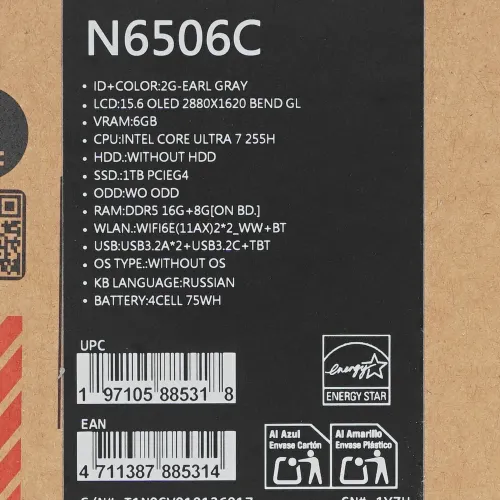 N6506C
• ID+COLOR:2G-EARL GRAY
• LCD:15.6 OLED 2880X1620 BEND GL
• VRAM:6GB
• CPU:INTEL CORE ULTRA 7 255H
• HDD.:WITHOUT HDD
• SSD.:1TB PCIEG4
• ODD:WO ODD
• RAM:DDR5 16G+8G[ON BD.]
• WLAN.:WIFI6E(11AX)2*2_WW+BT
• USB:USB3.2A*2+USB3.2C+TBT
• OS TYPE.:WITHOUT OS
• KB LANGUAGE:RUSSIAN
• BATTERY:4CELL 75WH
UPC
1 97105 88531 8
energy
ENERGY STAR
EAN
4 711387 885314
Al Azul
Envase Cartón
Al Amarillo
Envase Plástico